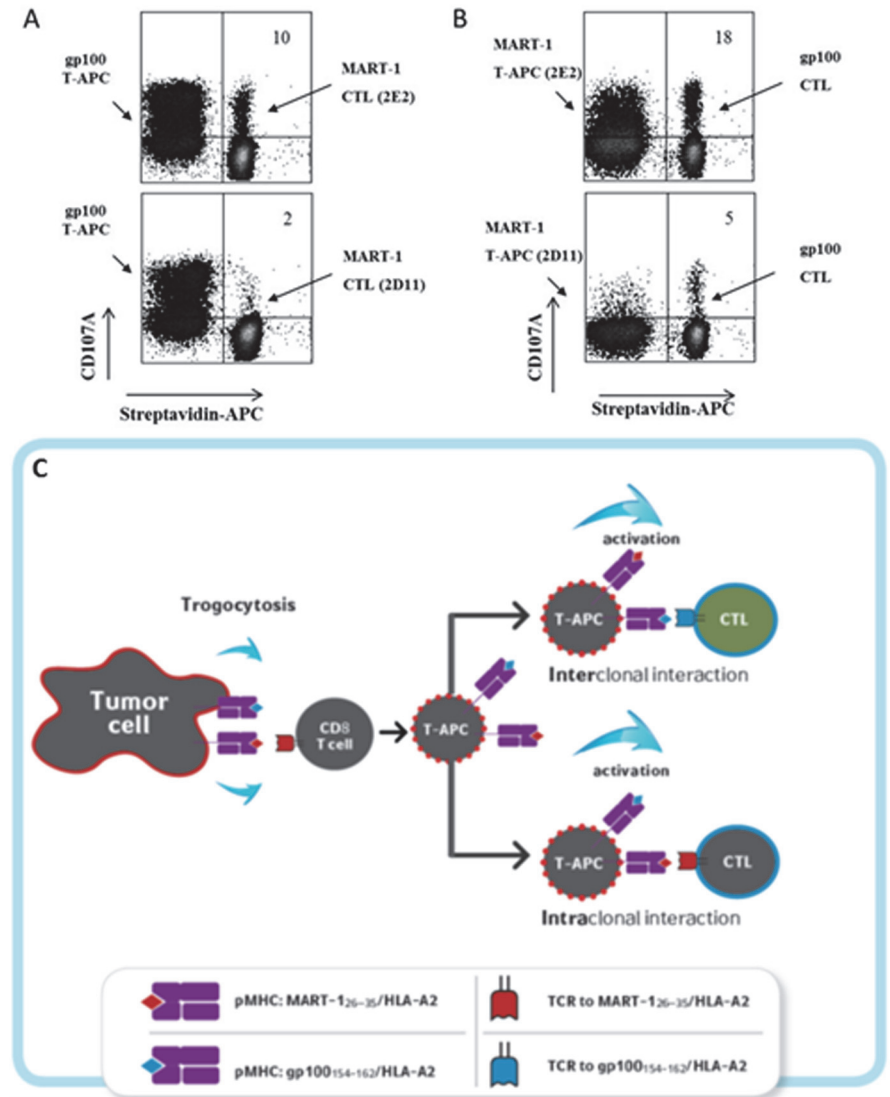 A
gp100
T-APC
10
MART-1
CTL (2E2)
gp100
T-APC
2
MART-1
CTL (2D11)
CD107A
Streptavidin-APC
B
MART-1
T-APC (2E2)
18
gp100
CTL
MART-1
T-APC (2D11)
5
gp100
CTL
CD107A
Streptavidin-APC
C
Trogocytosis
Tumor
cell
CD8
T cell
T-APC
activation
T-APC
CTL
Interclonal interaction
activation
T-APC
CTL
Intraclonal interaction
pMHC: MART-126-35/HLA-A2
TCR to MART-126-35/HLA-A2
pMHC: gp100154-162/HLA-A2
TCR to gp100154-162/HLA-A2